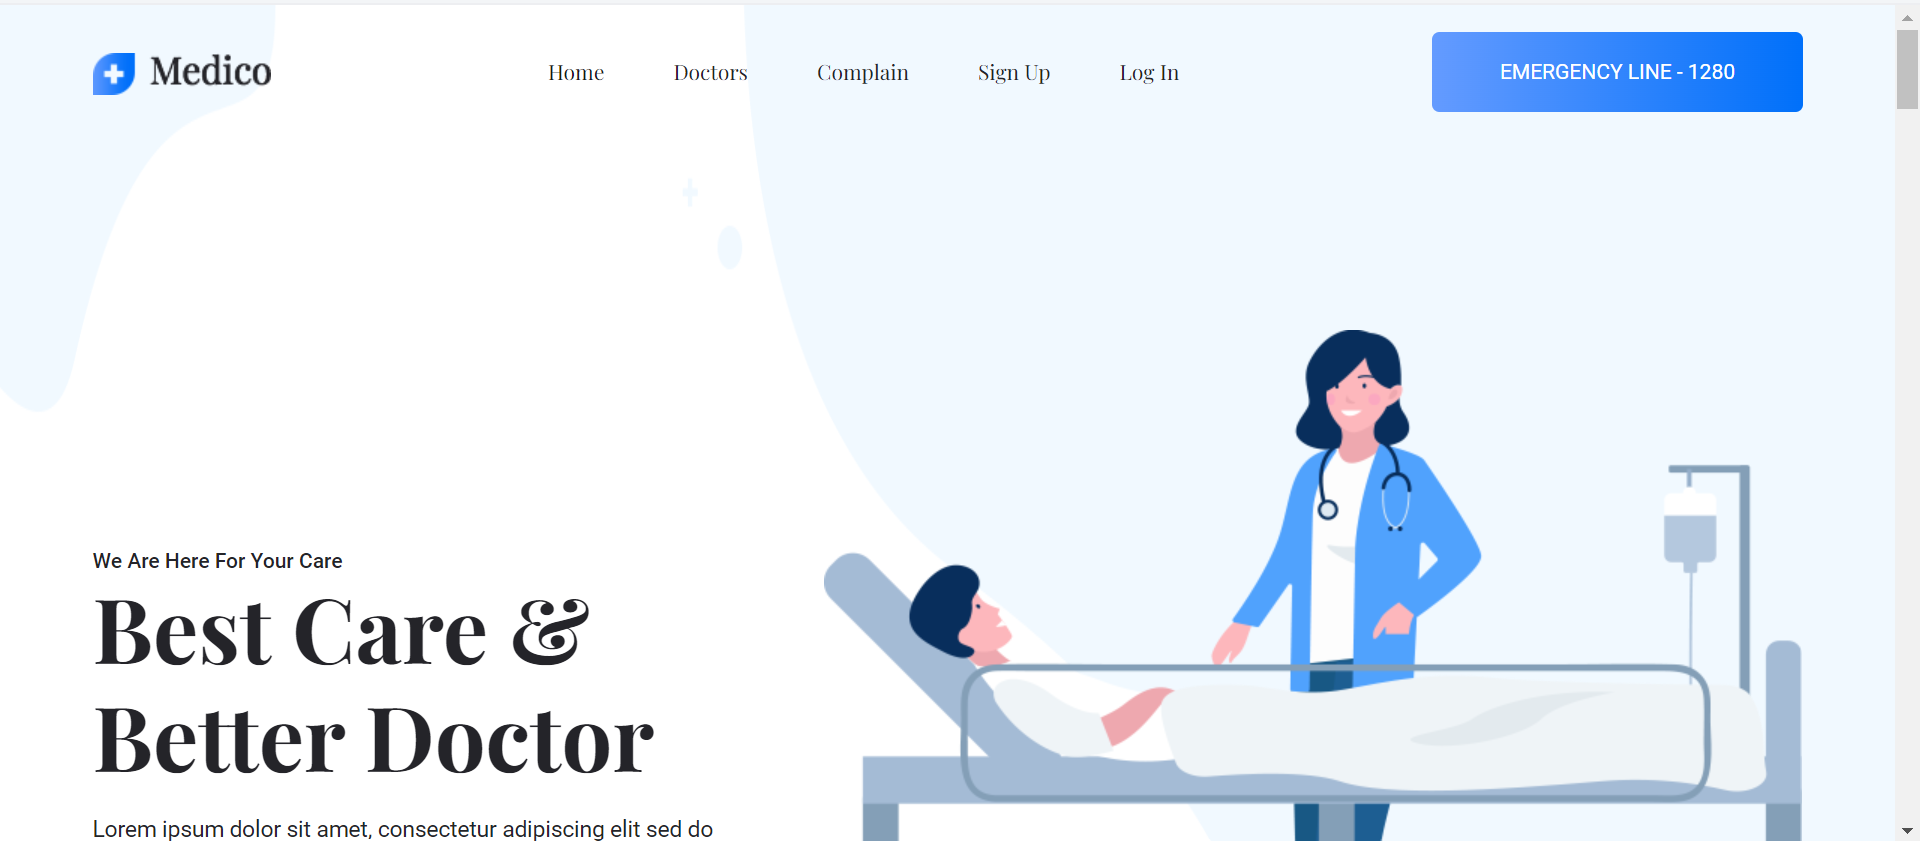 Medico
Home Doctors Complain Sign Up Log In
EMERGENCY LINE - 1280
We Are Here For Your Care
Best Care &
Better Doctor
Lorem ipsum dolor sit amet, consectetur adipiscing elit sed do